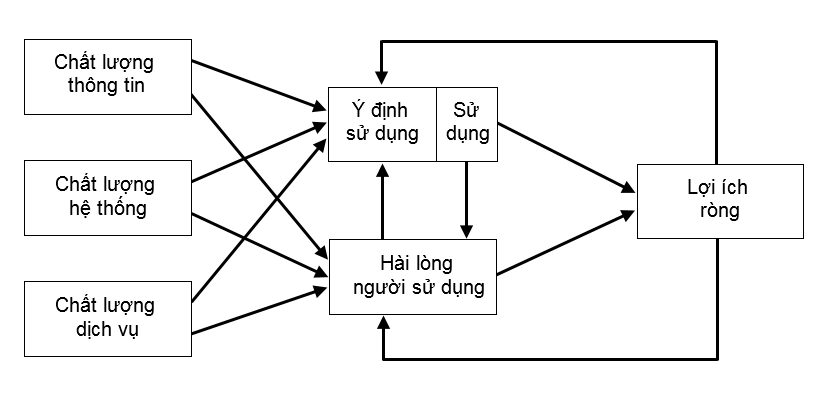 Chất lượng
thông tin
Chất lượng
hệ thống
Chất lượng
dịch vụ
Ý định
sử dụng
Sử
dụng
Hài lòng
người sử dụng
Lợi ích
ròng